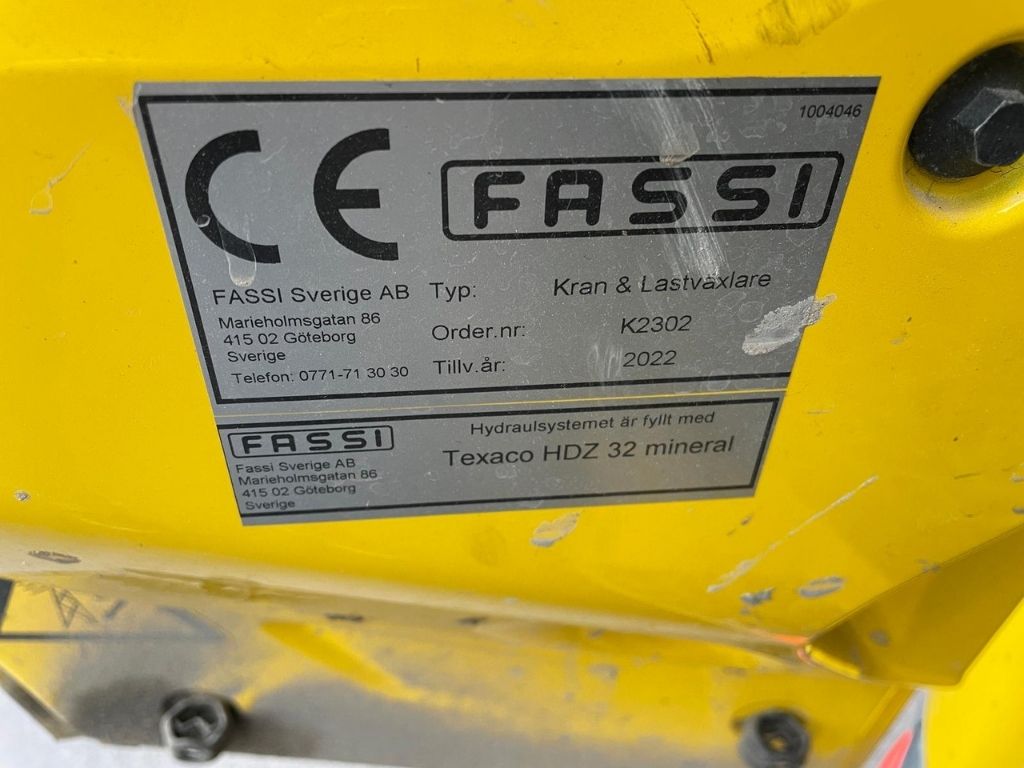 1004046
CE FASSI
FASSI Sverige AB
Marieholmsgatan 86
415 02 Göteborg
Sverige
Telefon: 0771-71 30 30
Typ: Kran & Lastväxlare
Order.nr: K2302
Tillv.år: 2022
FASSI
Fassi Sverige AB
Marieholmsgatan 86
415 02 Göteborg
Sverige
Hydraulsystemet är fyllt med
Texaco HDZ 32 mineral